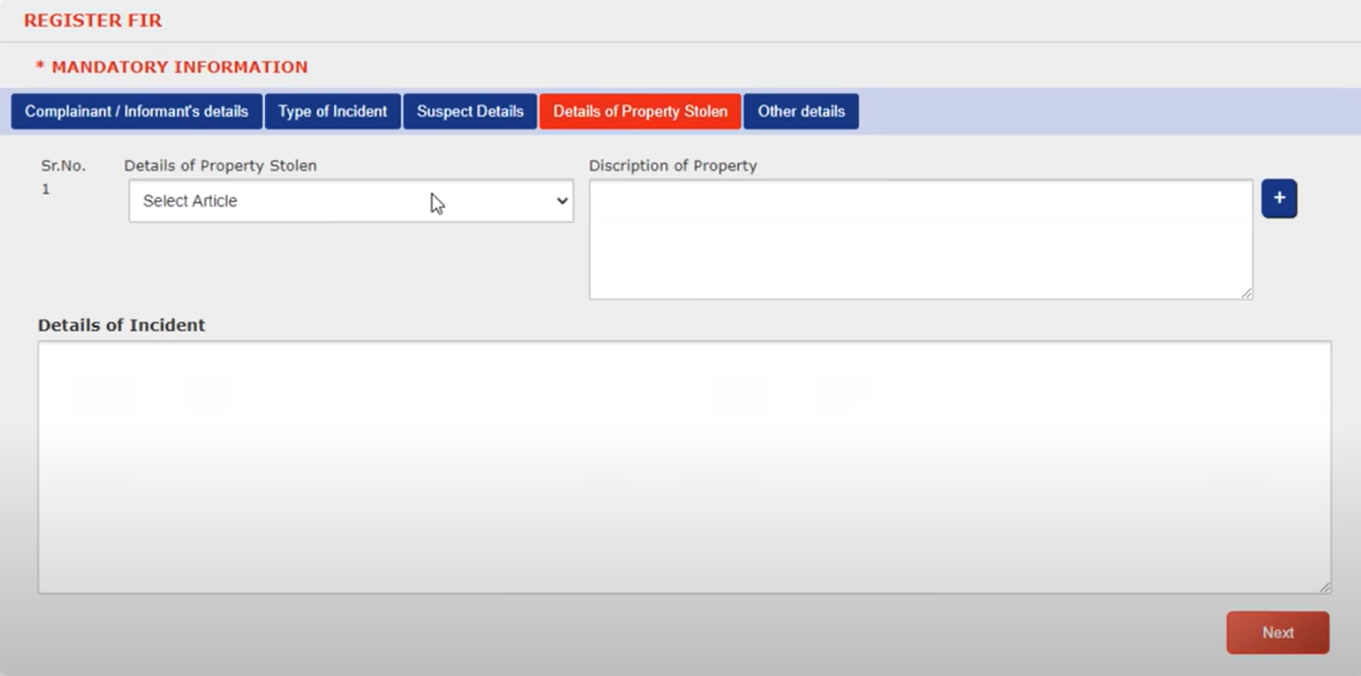 REGISTER FIR
* MANDATORY INFORMATION
Complainant / Informant's details Type of Incident Suspect Details Details of Property Stolen Other details
Sr.No. Details of Property Stolen Discription of Property
1
Select Article
+
Details of Incident
Next